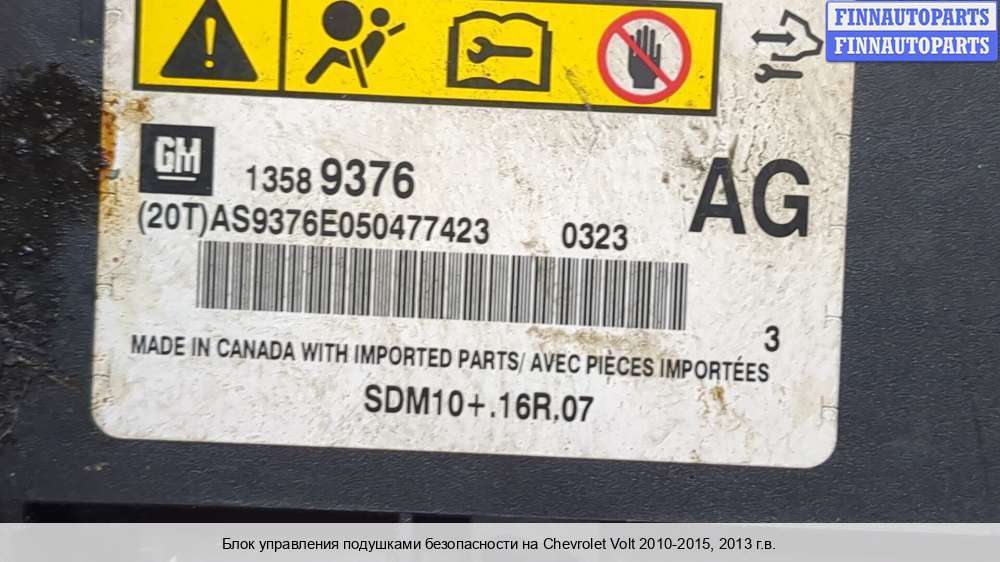 FINNAUTOPARTS
FINNAUTOPARTS
GM
1358 9376
AG
(20T)AS9376E050477423 0323
3
MADE IN CANADA WITH IMPORTED PARTS/ AVEC PIÈCES IMPORTÉES
SDM10+.16R.07
Блок управления подушками безопасности на Chevrolet Volt 2010-2015, 2013 г.в.